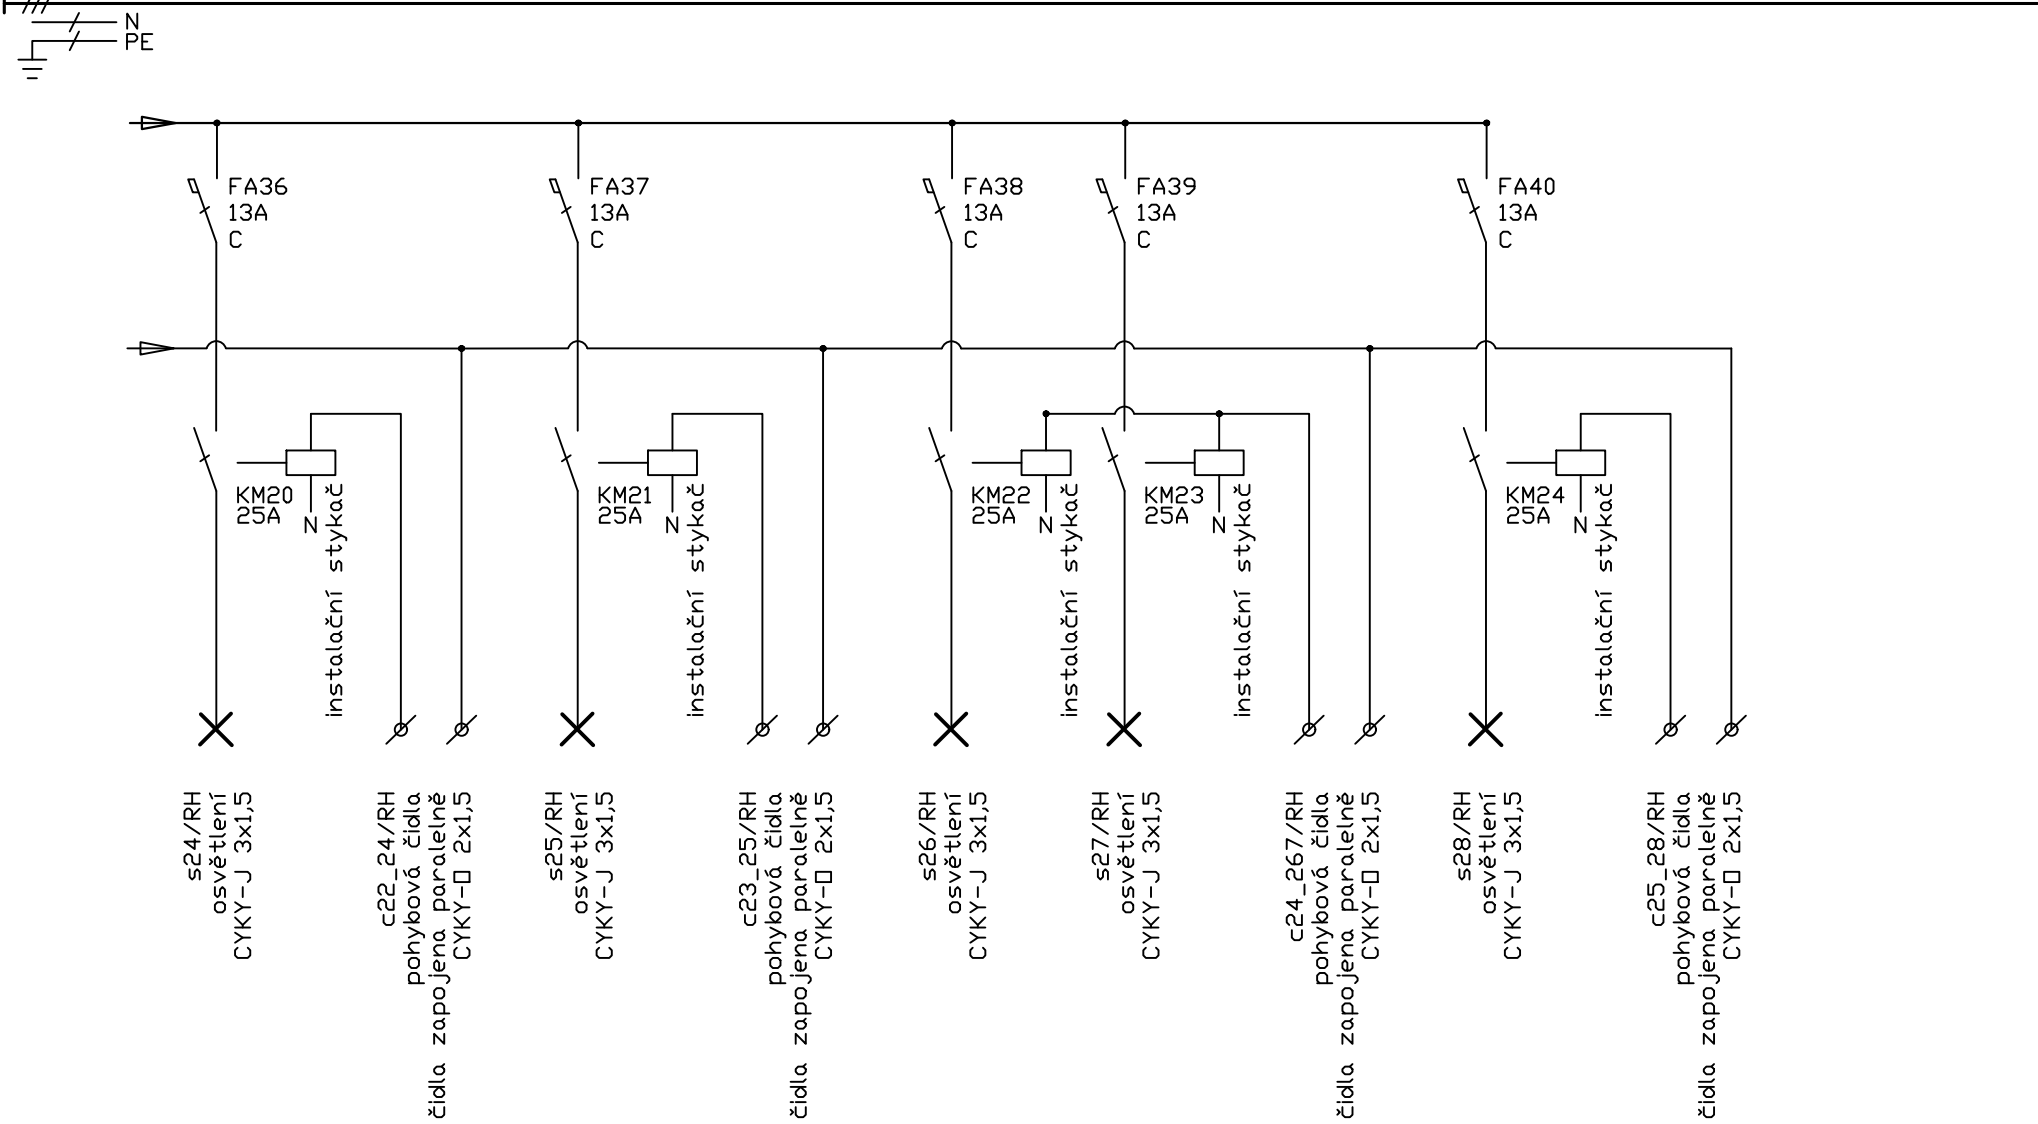 N
PE
FA36
13A
C
FA37
13A
C
FA38
13A
C
FA39
13A
C
FA40
13A
C
KM20
25A
N
instalační stykač
KM21
25A
N
instalační stykač
KM22
25A
N
instalační stykač
KM23
25A
N
instalační stykač
KM24
25A
N
instalační stykač
s24/RH
osvětlení
CYKY-J 3x1,5
c22_24/RH
pohybová čidla
čidla zapojena paralelně
CYKY-O 2x1,5
s25/RH
osvětlení
CYKY-J 3x1,5
c23_25/RH
pohybová čidla
čidla zapojena paralelně
CYKY-O 2x1,5
s26/RH
osvětlení
CYKY-J 3x1,5
s27/RH
osvětlení
CYKY-J 3x1,5
c24_267/RH
pohybová čidla
čidla zapojena paralelně
CYKY-O 2x1,5
s28/RH
osvětlení
CYKY-J 3x1,5
c25_28/RH
pohybová čidla
čidla zapojena paralelně
CYKY-O 2x1,5